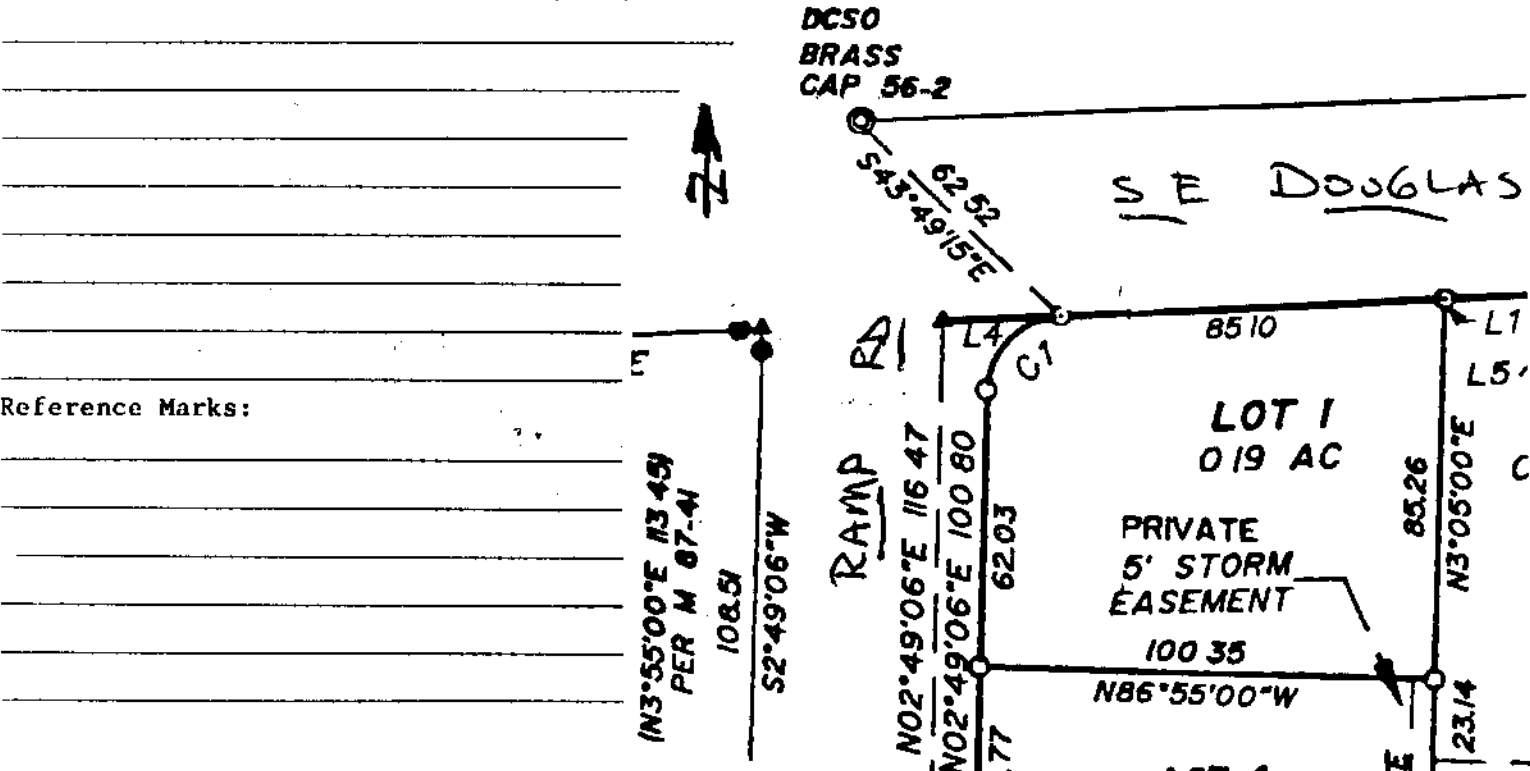 DCSO
BRASS
CAP 56-2
62 52
S43°49'15"E
S E DOUGLAS
L4
C1
85 10
L1
L5
LOT 1
0 19 AC
Reference Marks:
E
(N3°55'00"E 113 45)
PER M 87-41
108.51
S2°49'06"W
RAMP
N02°49'06"E 116 47
N02°49'06"E 100 80
62.03
85.26
N3°05'00"E
PRIVATE
5' STORM
EASEMENT
100 35
N86°55'00"W
.77
23.14